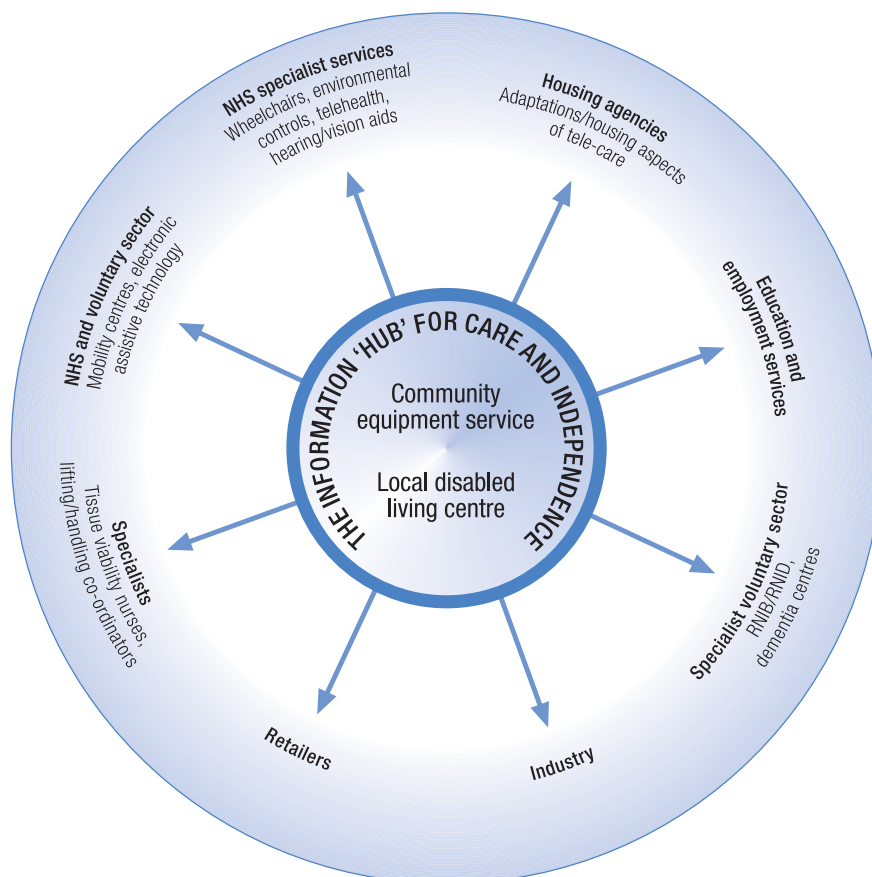 NHS specialist services
Wheelchairs, environmental
controls, telehealth,
hearing/vision aids
Housing agencies
Adaptations/housing aspects
of tele-care
Education and
employment services
Specialist voluntary sector
RNIB/RNID,
dementia centres
Industry
Retailers
Specialists
Tissue viability nurses,
lifting/handling co-ordinators
NHS and voluntary sector
Mobility centres, electronic
assistive technology
THE INFORMATION ‘HUB’ FOR CARE AND INDEPENDENCE
Community
equipment service
Local disabled
living centre